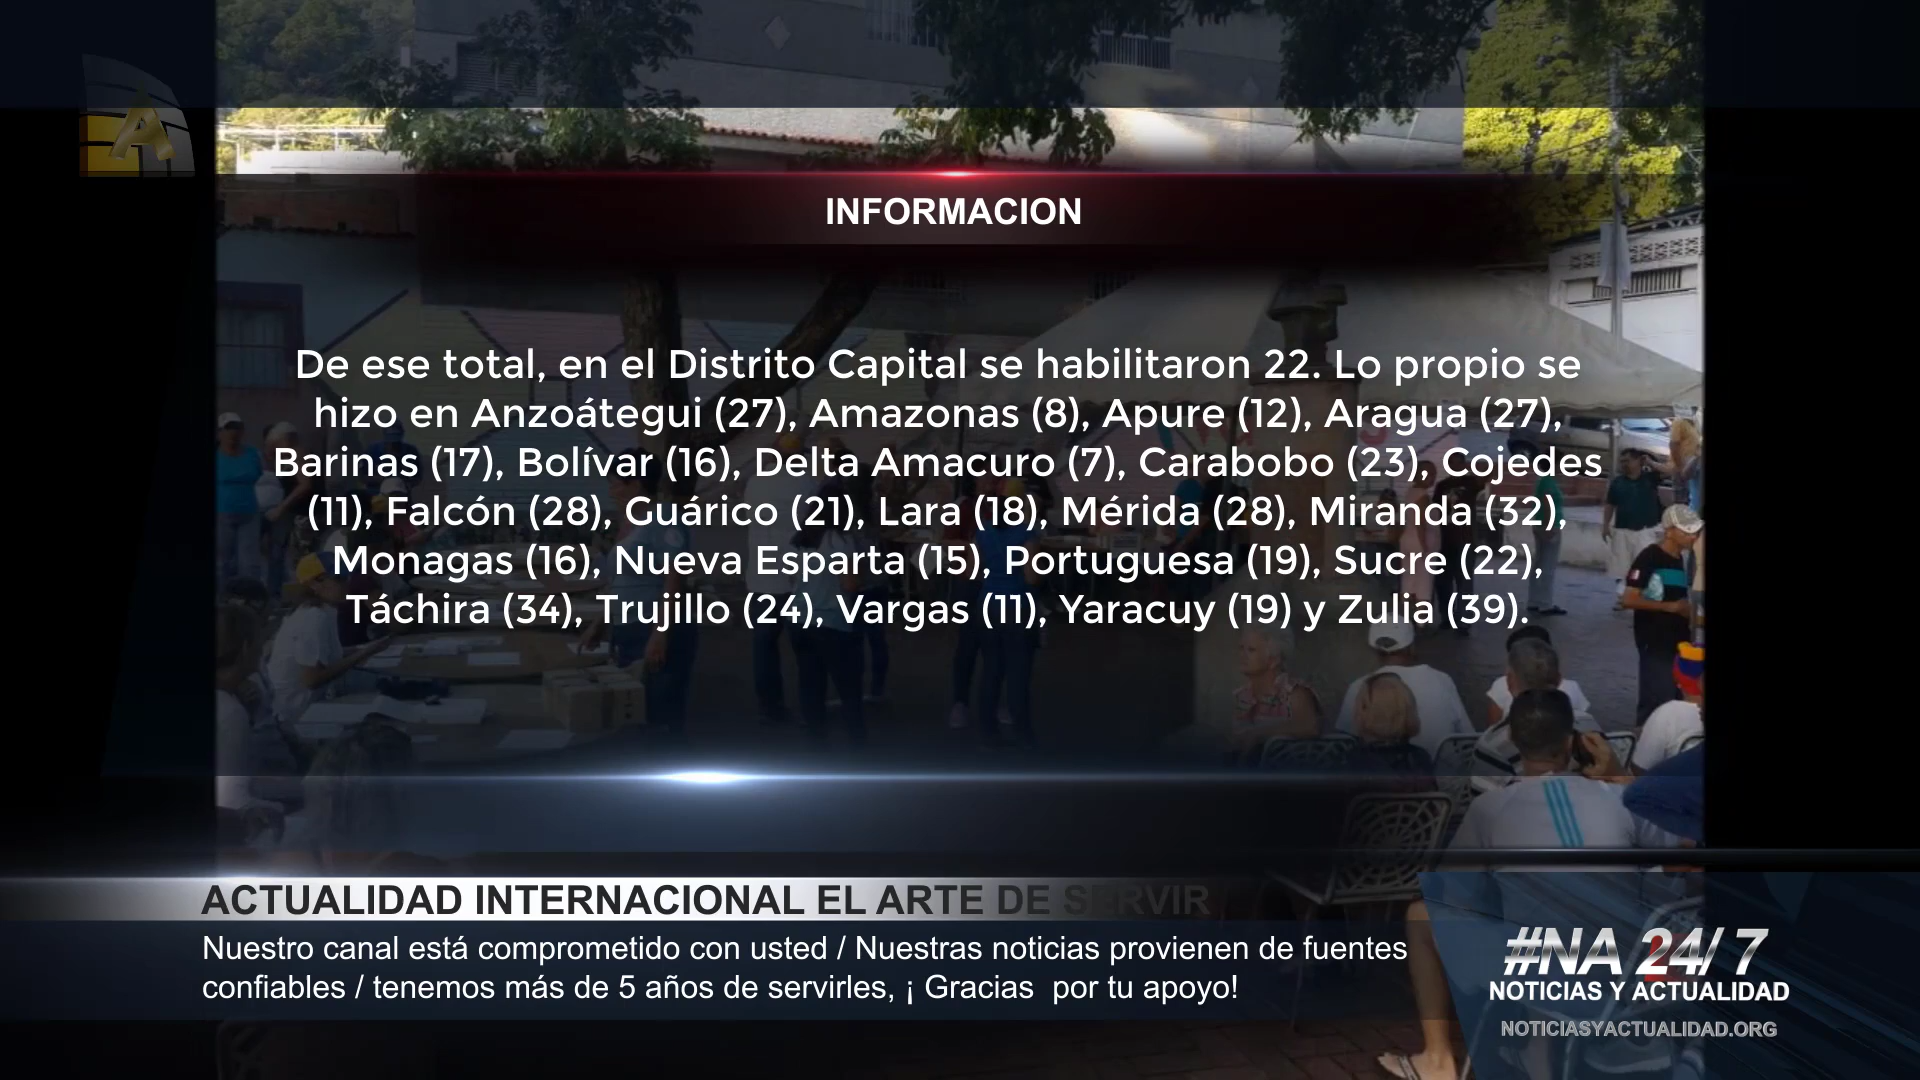 INFORMACION
De ese total, en el Distrito Capital se habilitaron 22. Lo propio se
hizo en Anzoátegui (27), Amazonas (8), Apure (12), Aragua (27),
Barinas (17), Bolívar (16), Delta Amacuro (7), Carabobo (23), Cojedes
(11), Falcón (28), Guárico (21), Lara (18), Mérida (28), Miranda (32),
Monagas (16), Nueva Esparta (15), Portuguesa (19), Sucre (22),
Táchira (34), Trujillo (24), Vargas (11), Yaracuy (19) y Zulia (39).
ACTUALIDAD INTERNACIONAL EL ARTE DE SERVIR
Nuestro canal está comprometido con usted / Nuestras noticias provienen de fuentes
confiables / tenemos más de 5 años de servirles, ¡ Gracias  por tu apoyo!
#NA 24/7
NOTICIAS Y ACTUALIDAD
NOTICIASYACTUALIDAD.ORG
A